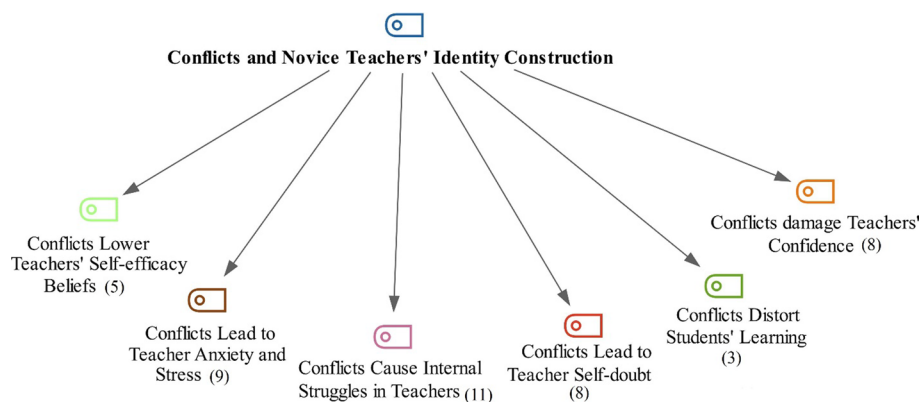 Conflicts and Novice Teachers' Identity Construction
Conflicts Lower
Teachers' Self-efficacy
Beliefs (5)
Conflicts Lead to
Teacher Anxiety and
Stress (9)
Conflicts Cause Internal
Struggles in Teachers (11)
Conflicts Lead to
Teacher Self-doubt
(8)
Conflicts Distort
Students' Learning
(3)
Conflicts damage Teachers'
Confidence (8)